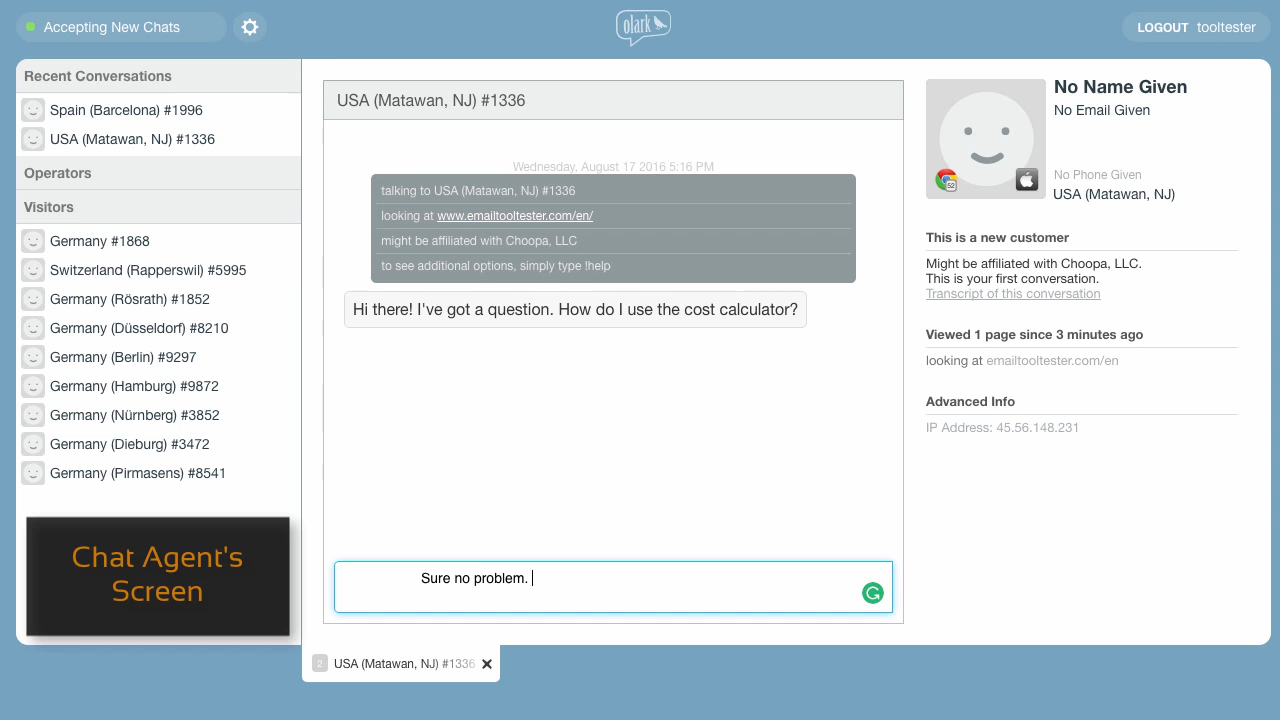 Accepting New Chats
olark
LOGOUT tooltester
Recent Conversations
Spain (Barcelona) #1996
USA (Matawan, NJ) #1336
Operators
Visitors
Germany #1868
Switzerland (Rapperswil) #5995
Germany (Rösrath) #1852
Germany (Düsseldorf) #8210
Germany (Berlin) #9297
Germany (Hamburg) #9872
Germany (Nürnberg) #3852
Germany (Dieburg) #3472
Germany (Pirmasens) #8541
Chat Agent's
Screen
USA (Matawan, NJ) #1336
Wednesday, August 17 2016 5:16 PM
talking to USA (Matawan, NJ) #1336
looking at www.emailtooltester.com/en/
might be affiliated with Choopa, LLC
to see additional options, simply type !help
Hi there! I've got a question. How do I use the cost calculator?
Sure no problem.
2 USA (Matawan, NJ) #1336
52
No Name Given
No Email Given
No Phone Given
USA (Matawan, NJ)
This is a new customer
Might be affiliated with Choopa, LLC.
This is your first conversation.
Transcript of this conversation
Viewed 1 page since 3 minutes ago
looking at emailtooltester.com/en
Advanced Info
IP Address: 45.56.148.231